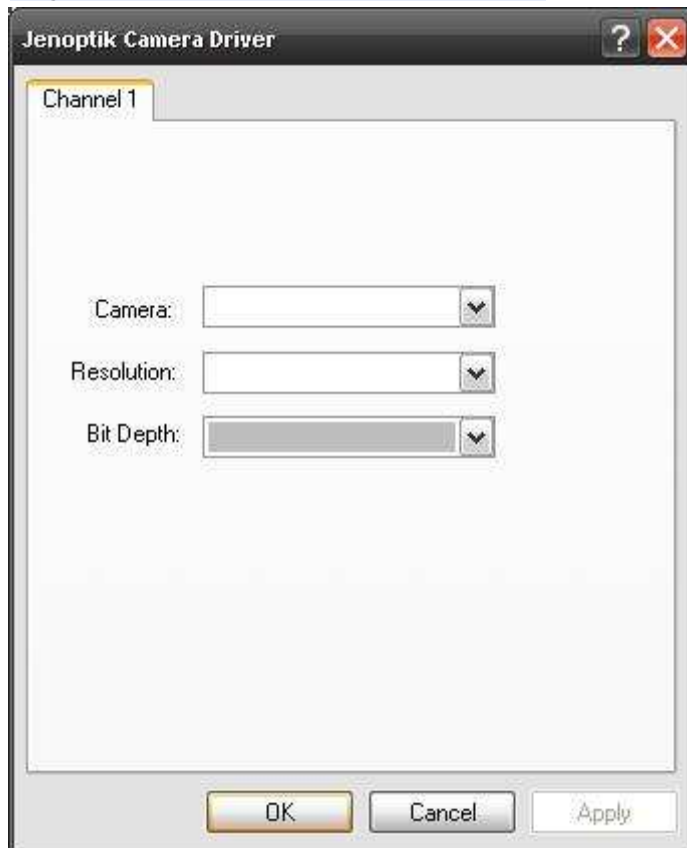 Jenoptik Camera Driver
Channel 1
Camera:
Resolution:
Bit Depth:
OK
Cancel
Apply